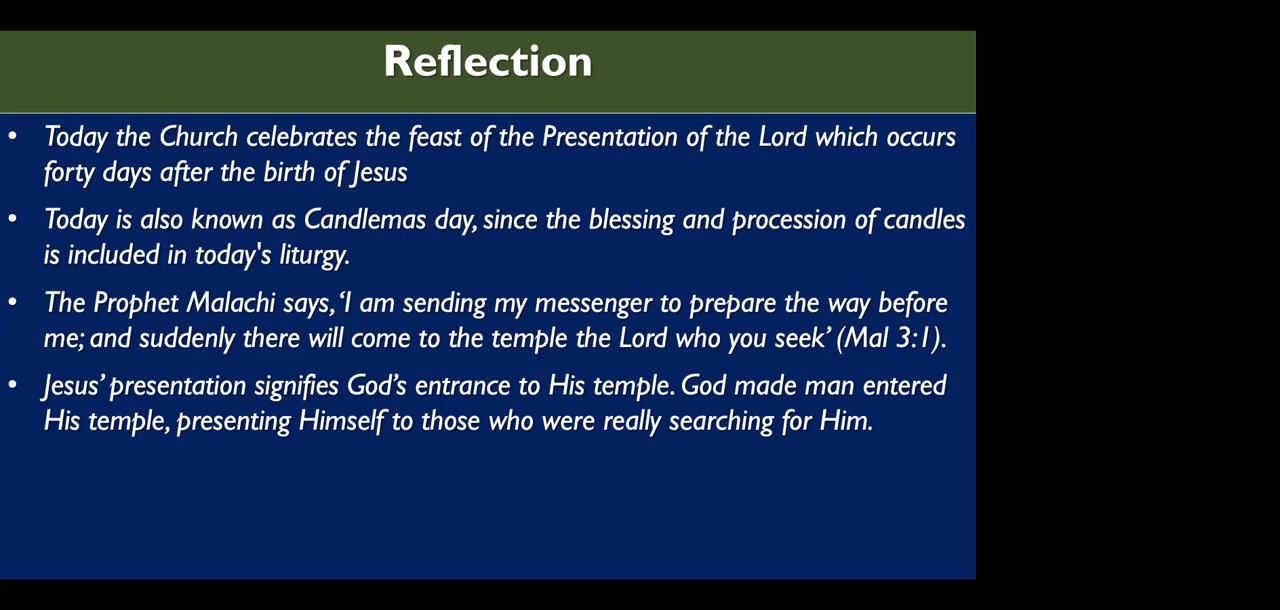 Reflection
• Today the Church celebrates the feast of the Presentation of the Lord which occurs
forty days after the birth of Jesus
• Today is also known as Candlemas day, since the blessing and procession of candles
is included in today's liturgy.
• The Prophet Malachi says, ‘I am sending my messenger to prepare the way before
me; and suddenly there will come to the temple the Lord who you seek’ (Mal 3:1).
• Jesus’ presentation signifies God’s entrance to His temple. God made man entered
His temple, presenting Himself to those who were really searching for Him.